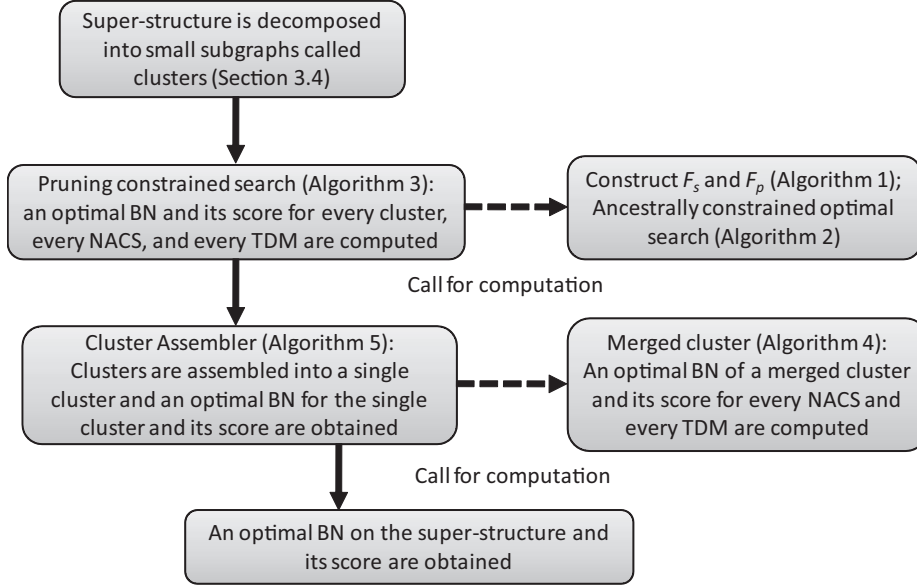 Super-structure is decomposed
into small subgraphs called
clusters (Section 3.4)
Pruning constrained search (Algorithm 3):
an optimal BN and its score for every cluster,
every NACS, and every TDM are computed
Construct Fs and Fp (Algorithm 1);
Ancestrally constrained optimal
search (Algorithm 2)
Call for computation
Cluster Assembler (Algorithm 5):
Clusters are assembled into a single
cluster and an optimal BN for the single
cluster and its score are obtained
Merged cluster (Algorithm 4):
An optimal BN of a merged cluster
and its score for every NACS and
every TDM are computed
Call for computation
An optimal BN on the super-structure and
its score are obtained